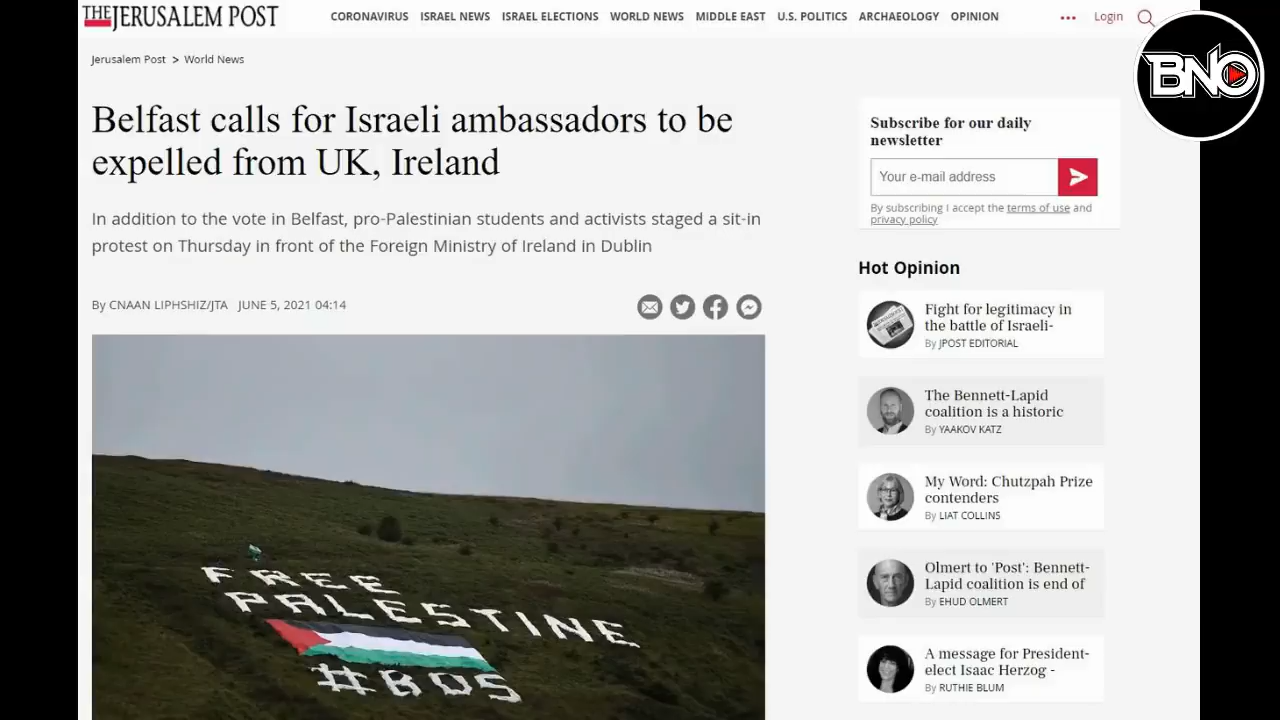 THE JERUSALEM POST
CORONAVIRUS ISRAEL NEWS ISRAEL ELECTIONS WORLD NEWS MIDDLE EAST U.S. POLITICS ARCHAEOLOGY OPINION
Login
BNO
Jerusalem Post > World News
Belfast calls for Israeli ambassadors to be
expelled from UK, Ireland
In addition to the vote in Belfast, pro-Palestinian students and activists staged a sit-in
protest on Thursday in front of the Foreign Ministry of Ireland in Dublin
By CNAAN LIPHSHIZ/JTA JUNE 5, 2021 04:14
FREE
PALESTINE
#BDS
Subscribe for our daily
newsletter
Your e-mail address
By subscribing I accept the terms of use and
privacy policy
Hot Opinion
Fight for legitimacy in
the battle of Israeli-
By JPOST EDITORIAL
The Bennett-Lapid
coalition is a historic
By YAAKOV KATZ
My Word: Chutzpah Prize
contenders
By LIAT COLLINS
Olmert to 'Post': Bennett-
Lapid coalition is end of
By EHUD OLMERT
A message for President-
elect Isaac Herzog -
By RUTHIE BLUM